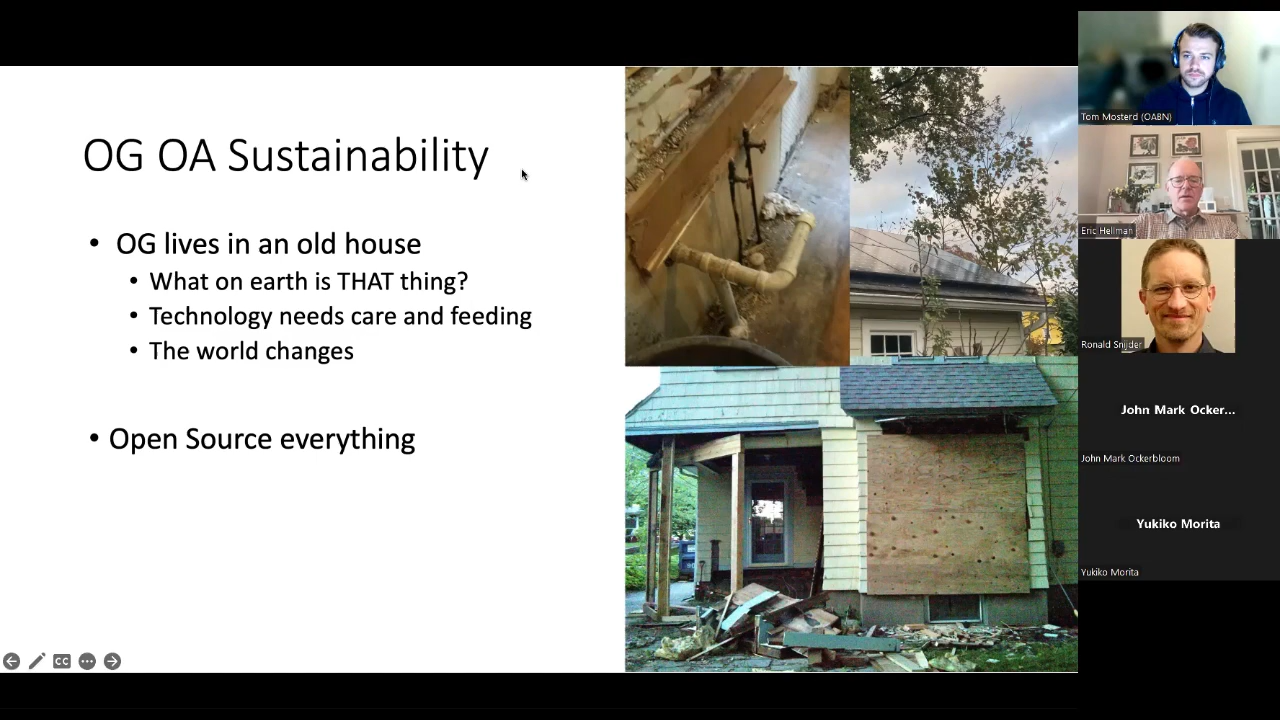 OG OA Sustainability
• OG lives in an old house
• What on earth is THAT thing?
• Technology needs care and feeding
• The world changes
• Open Source everything
CC
Tom Mosterd (OABN)
Eric Hellman
Ronald Snijder
John Mark Ocker...
John Mark Ockerbloom
Yukiko Morita
Yukiko Morita